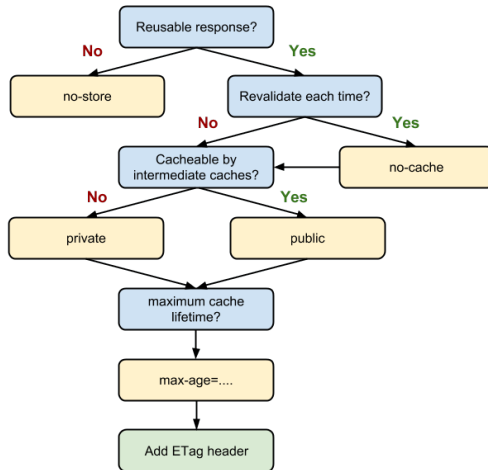 Reusable response?
No
Yes
no-store
Revalidate each time?
No
Yes
Cacheable by
intermediate caches?
no-cache
No
Yes
private
public
maximum cache
lifetime?
max-age=....
Add ETag header